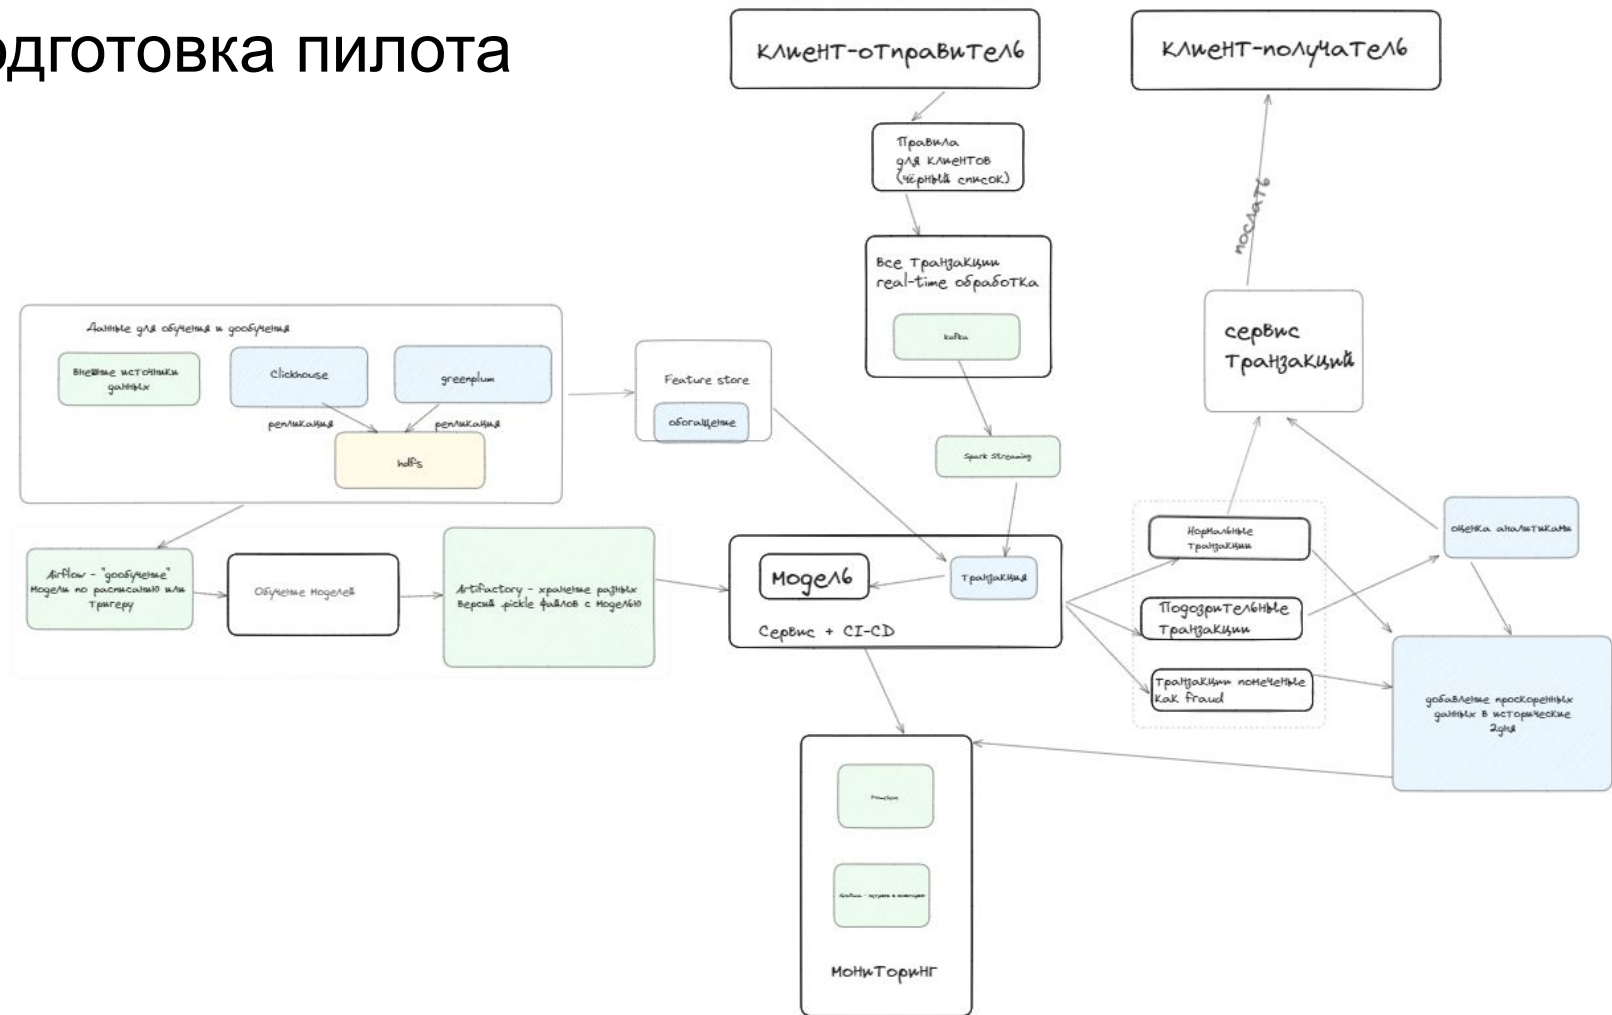 одготовка пилота
клиент-отправитель
клиент-получатель
Правила
для клиентов
(чёрный список)
послать
все транзакции
real-time обработка
kafka
сервис
транзакций
Данные для обучения и дообучения
внешние источники
данных
Clickhouse
greenplum
репликация
репликация
hdfs
Feature store
обогащение
Spark Streaming
Airflow - "дообучение"
модели по расписанию или
тригеру
Обучение моделей
Artifactory - хранение разных
версий .pickle файлов с моделью
модель
транзакция
Сервис + CI-CD
Нормальные
транзакции
Подозрительные
транзакции
транзакции помеченые
как fraud
оценка аналитиками
добавление проскоренных
данных в исторические
2дня
мониторинг